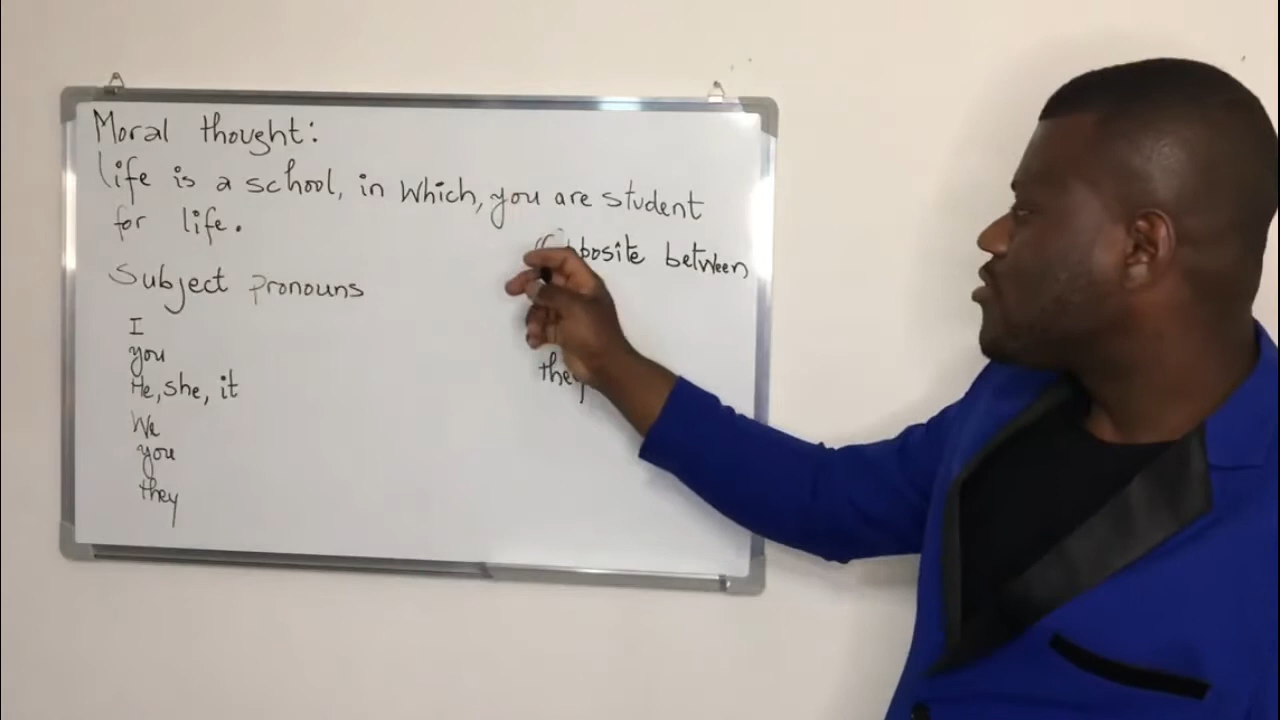 Moral thought:
Life is a school, in which, you are student
for life.
between
Subject pronouns
I
you
He, she, it
We
you
they